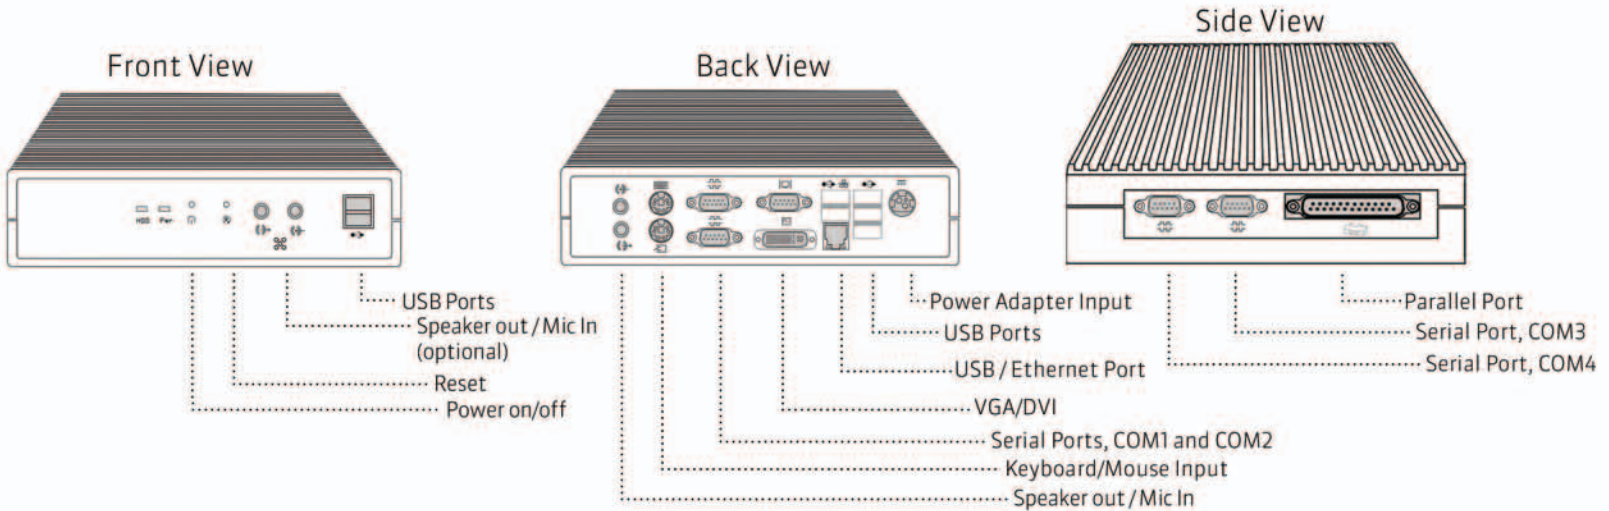 Front View
HDD Pwr
USB Ports
Speaker out / Mic In
(optional)
Reset
Power on/off
Back View
Power Adapter Input
USB Ports
USB / Ethernet Port
VGA/DVI
Serial Ports, COM1 and COM2
Keyboard/Mouse Input
Speaker out / Mic In
Side View
Parallel Port
Serial Port, COM3
Serial Port, COM4